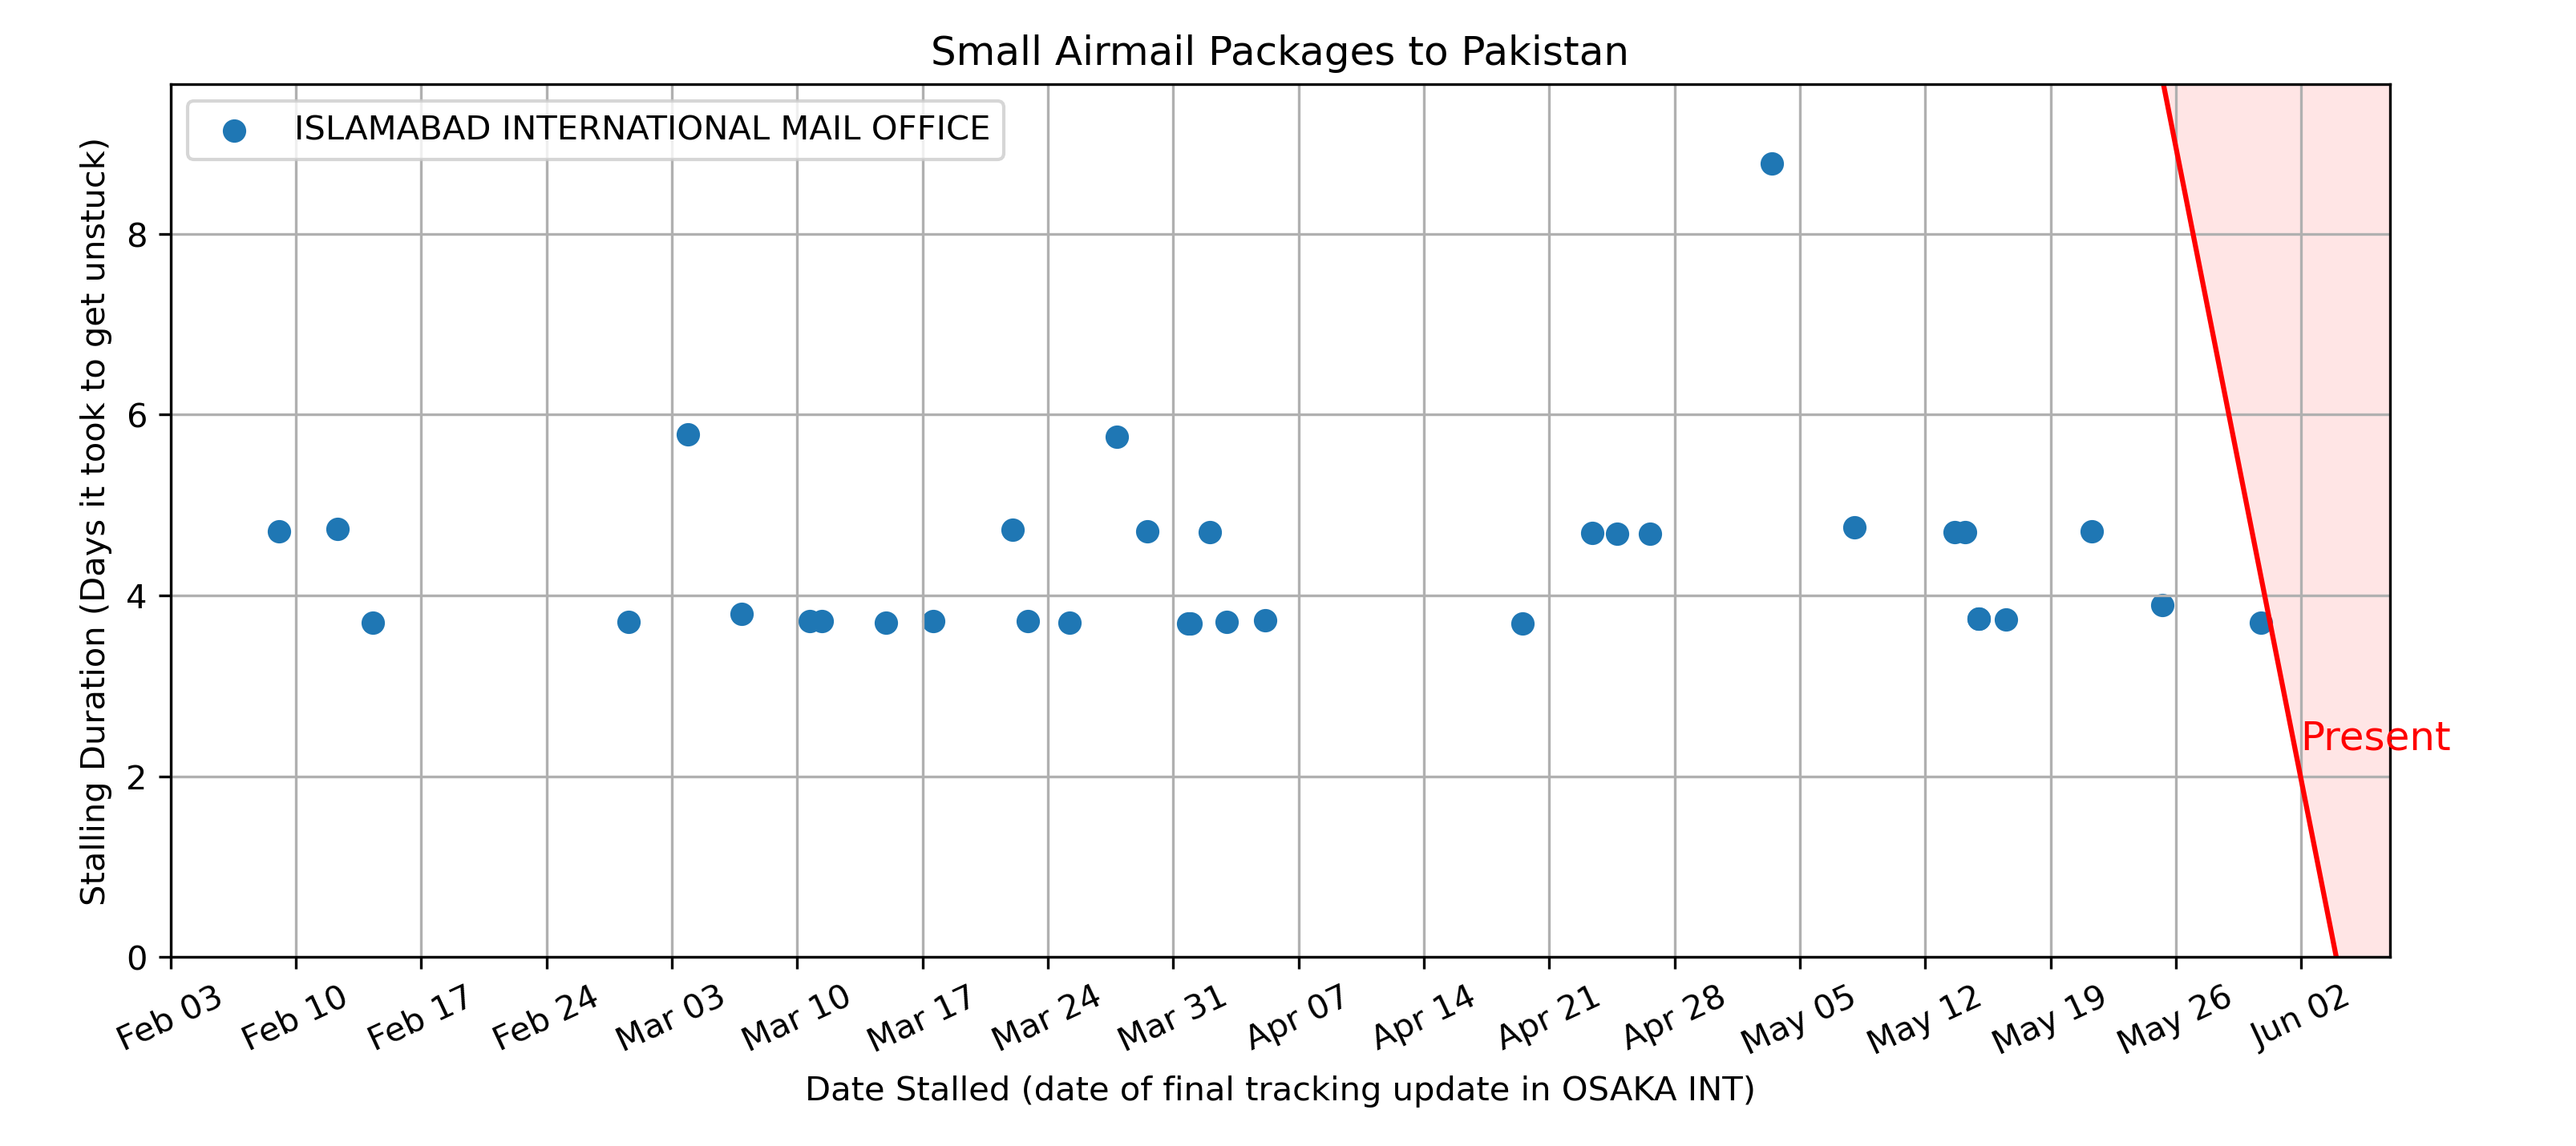 Small Airmail Packages to Pakistan
ISLAMABAD INTERNATIONAL MAIL OFFICE
Stalling Duration (Days it took to get unstuck)
8
6
4
2
0
Present
Feb 03
Feb 10
Feb 17
Feb 24
Mar 03
Mar 10
Mar 17
Mar 24
Mar 31
Apr 07
Apr 14
Apr 21
Apr 28
May 05
May 12
May 19
May 26
Jun 02
Date Stalled (date of final tracking update in OSAKA INT)